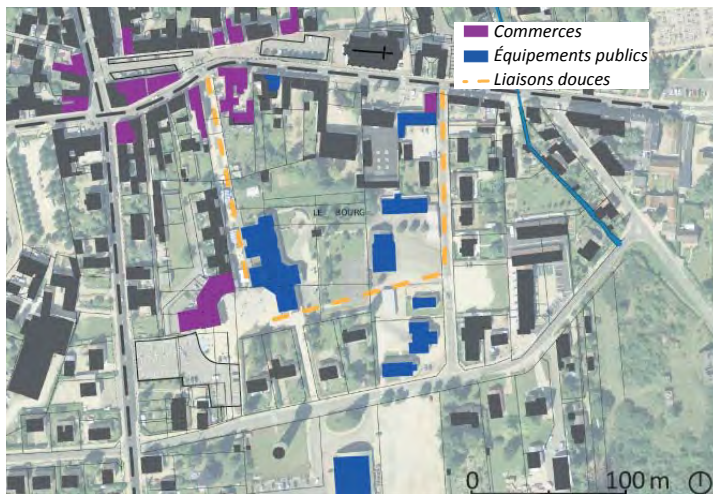 Commerces
Équipements publics
Liaisons douces
LE BOURG
0 100 m